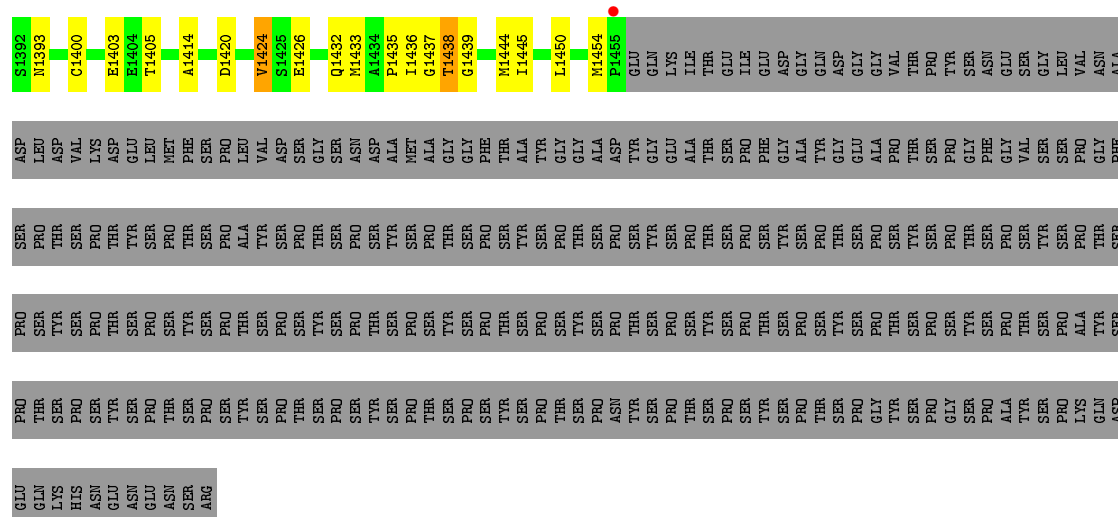 S1392 N1393 C1400 E1403 E1404 T1405 A1414 D1420 V1424 S1425 E1426 Q1432 M1433 A1434 P1435 I1436 G1437 T1438 G1439 M1444 I1445 L1450 M1454 P1455 GLU GLN LYS ILE THR GLU ILE GLU ASP GLY GLN ASP GLY GLY VAL THR PRO TYR SER ASN GLU SER GLY LEU VAL ASN ALA
ASP LEU ASP VAL LYS ASP GLU LEU MET PHE SER PRO LEU VAL ASP SER GLY SER ASN ASP ALA MET ALA GLY GLY PHE THR ALA TYR GLY GLY ALA ASP TYR GLY GLU ALA THR SER PRO PHE GLY ALA TYR GLY GLU ALA PRO THR SER PRO GLY PHE GLY VAL SER SER PRO GLY PHE
SER PRO THR SER PRO THR TYR SER PRO THR SER PRO ALA TYR SER PRO THR SER PRO SER TYR SER PRO THR SER PRO SER TYR SER PRO THR SER PRO SER TYR SER PRO THR SER PRO SER TYR SER PRO THR SER PRO SER TYR SER PRO THR SER PRO SER TYR SER PRO THR SER
PRO SER TYR SER PRO THR SER PRO SER TYR SER PRO THR SER PRO SER TYR SER PRO THR SER PRO SER TYR SER PRO THR SER PRO SER TYR SER PRO THR SER PRO SER TYR SER PRO THR SER PRO SER TYR SER PRO THR SER PRO SER TYR SER PRO THR SER PRO ALA TYR SER
PRO THR SER PRO SER TYR SER PRO THR SER PRO SER TYR SER PRO THR SER PRO SER TYR SER PRO THR SER PRO SER TYR SER PRO THR SER PRO ASN TYR SER PRO THR SER PRO SER TYR SER PRO THR SER PRO GLY TYR SER PRO GLY SER PRO ALA TYR SER PRO LYS GLN ASP
GLU GLN LYS HIS ASN GLU ASN GLU ASN SER ARG